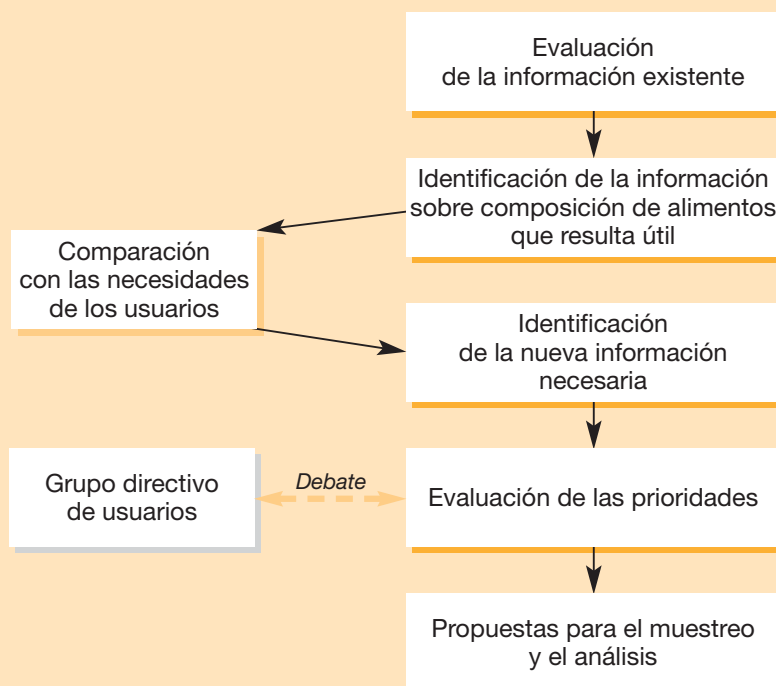 Evaluación
de la información existente
Identificación de la información
sobre composición de alimentos
que resulta útil
Comparación
con las necesidades
de los usuarios
Identificación
de la nueva información
necesaria
Grupo directivo
de usuarios
Debate
Evaluación de las prioridades
Propuestas para el muestreo
y el análisis